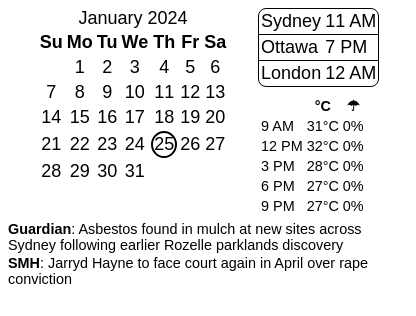 January 2024
Su Mo Tu We Th Fr Sa
1 2 3 4 5 6
7 8 9 10 11 12 13
14 15 16 17 18 19 20
21 22 23 24 25 26 27
28 29 30 31
Sydney 11 AM
Ottawa 7 PM
London 12 AM
°C ☂
9 AM 31°C 0%
12 PM 32°C 0%
3 PM 28°C 0%
6 PM 27°C 0%
9 PM 27°C 0%
Guardian: Asbestos found in mulch at new sites across
Sydney following earlier Rozelle parklands discovery
SMH: Jarryd Hayne to face court again in April over rape
conviction